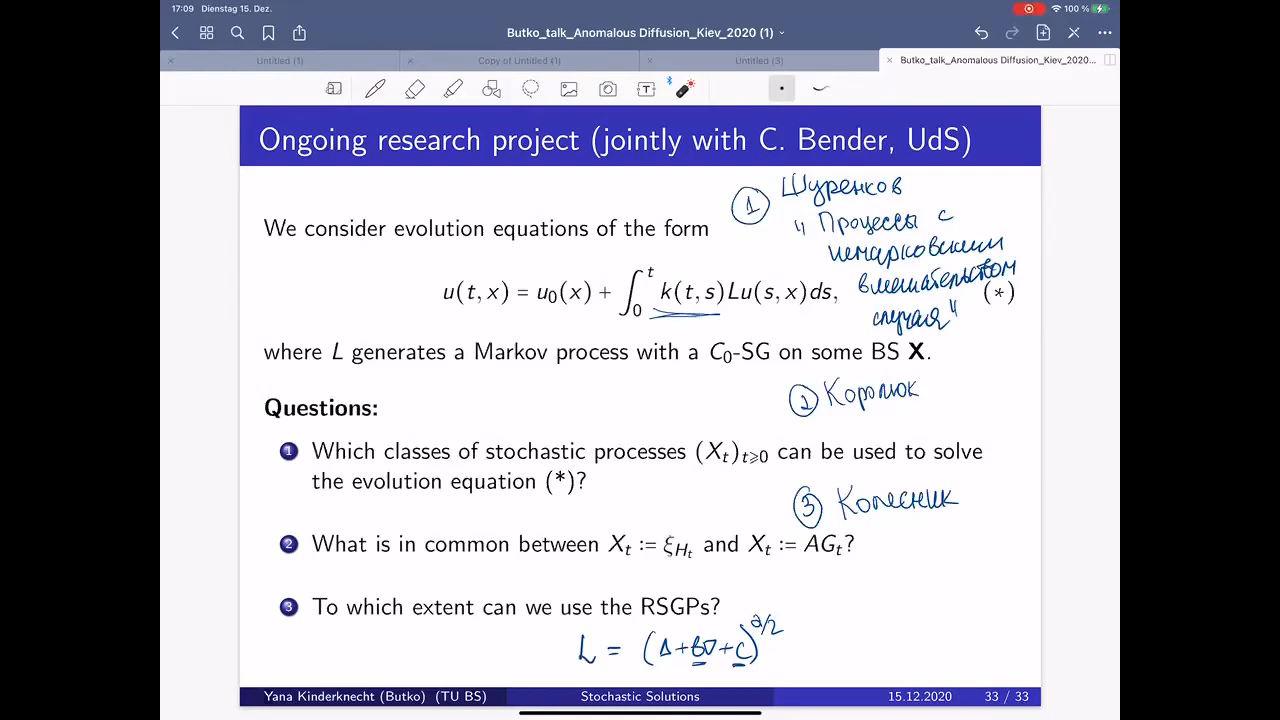 17:09 Dienstag 15. Dez.
100 %
Butko_talk_Anomalous Diffusion_Kiev_2020 (1)
Untitled (1)
Copy of Untitled (1)
Untitled (3)
Butko_talk_Anomalous Diffusion_Kiev_2020...
Ongoing research project (jointly with C. Bender, UdS)
① Шуренков
"Процессы с
немарковским
вмешательством
случая"
We consider evolution equations of the form
u(t, x) = u₀(x) + ∫₀ᵗ k(t, s)Lu(s, x)ds, (*)
where L generates a Markov process with a C₀-SG on some BS X.
② Королюк
Questions:
1 Which classes of stochastic processes (Xₜ)ₜ⩾₀ can be used to solve
the evolution equation (*)?
③ Колесник
2 What is in common between Xₜ := ξ_{Hₜ} and Xₜ := AGₜ?
3 To which extent can we use the RSGPs?
L = (Δ+b∇+c)^{α/2}
Yana Kinderknecht (Butko) (TU BS)
Stochastic Solutions
15.12.2020
33 / 33